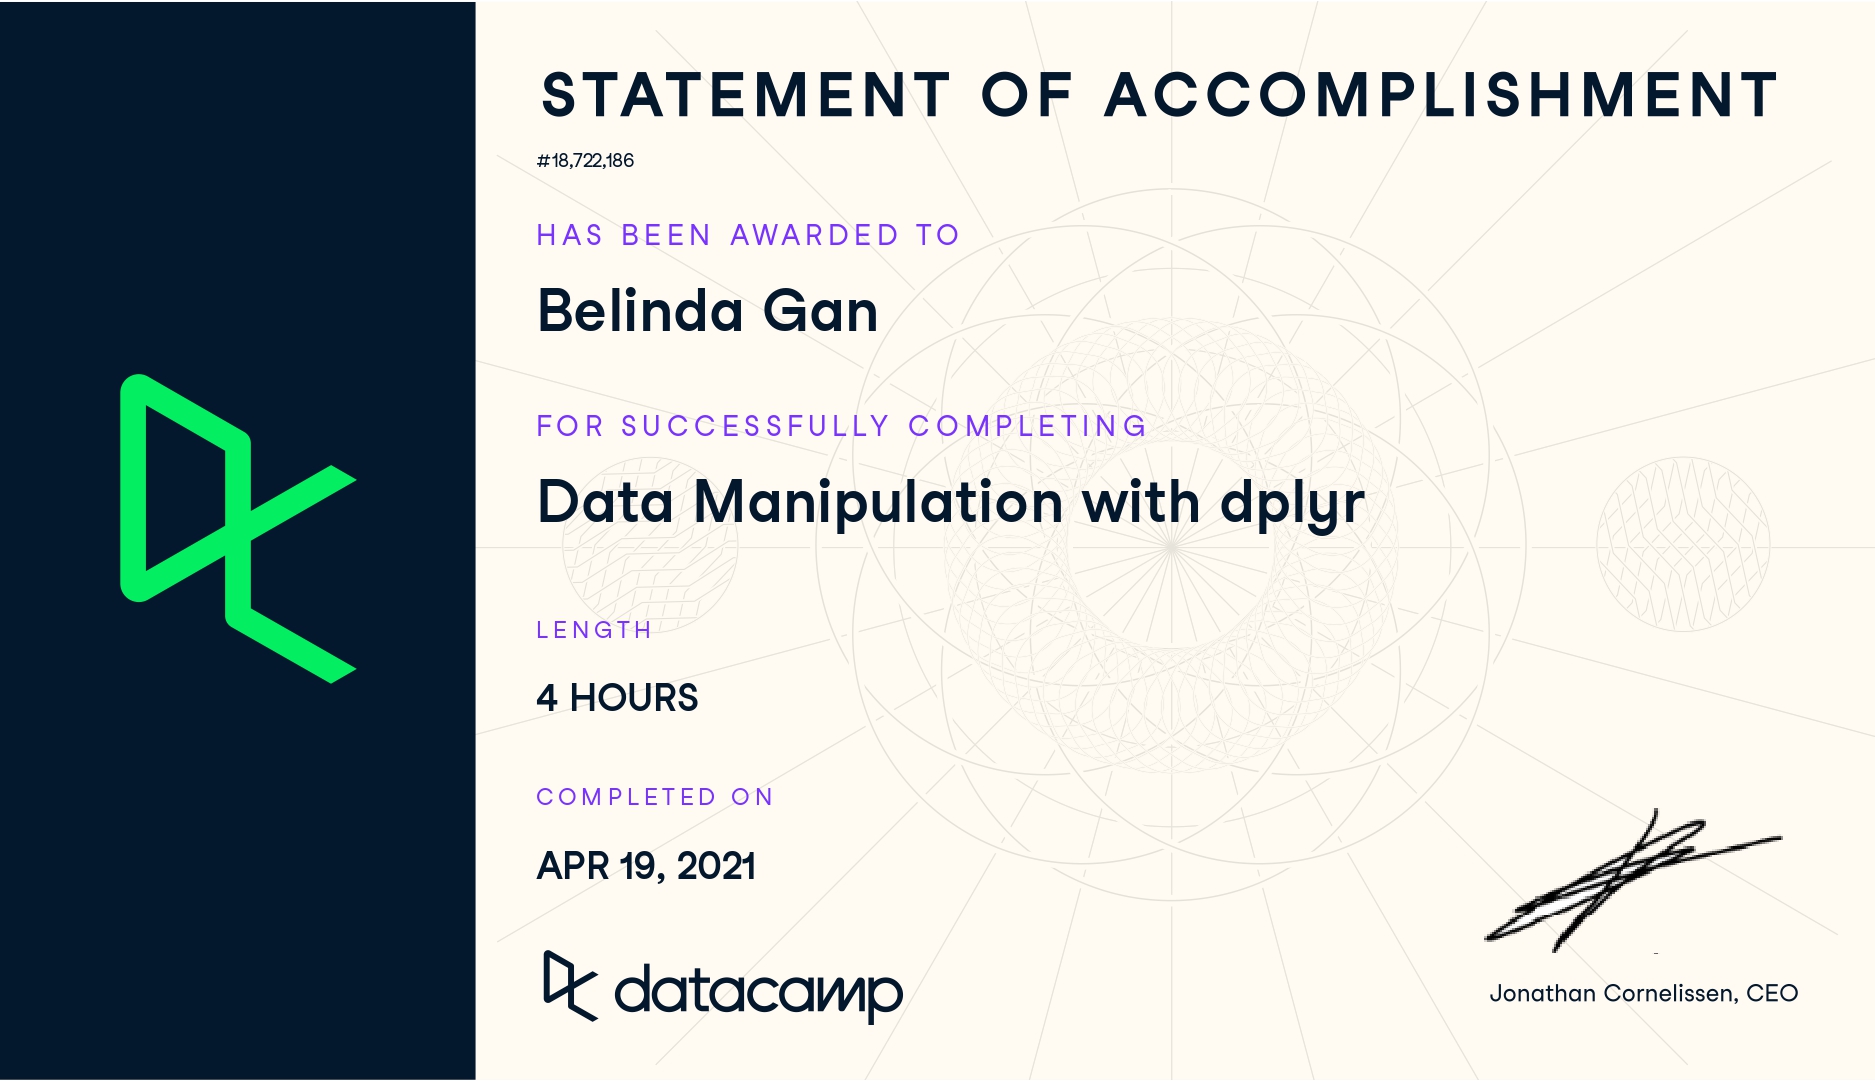 STATEMENT OF ACCOMPLISHMENT
#18,722,186
HAS BEEN AWARDED TO
Belinda Gan
FOR SUCCESSFULLY COMPLETING
Data Manipulation with dplyr
LENGTH
4 HOURS
COMPLETED ON
APR 19, 2021
datacamp
Jonathan Cornelissen, CEO